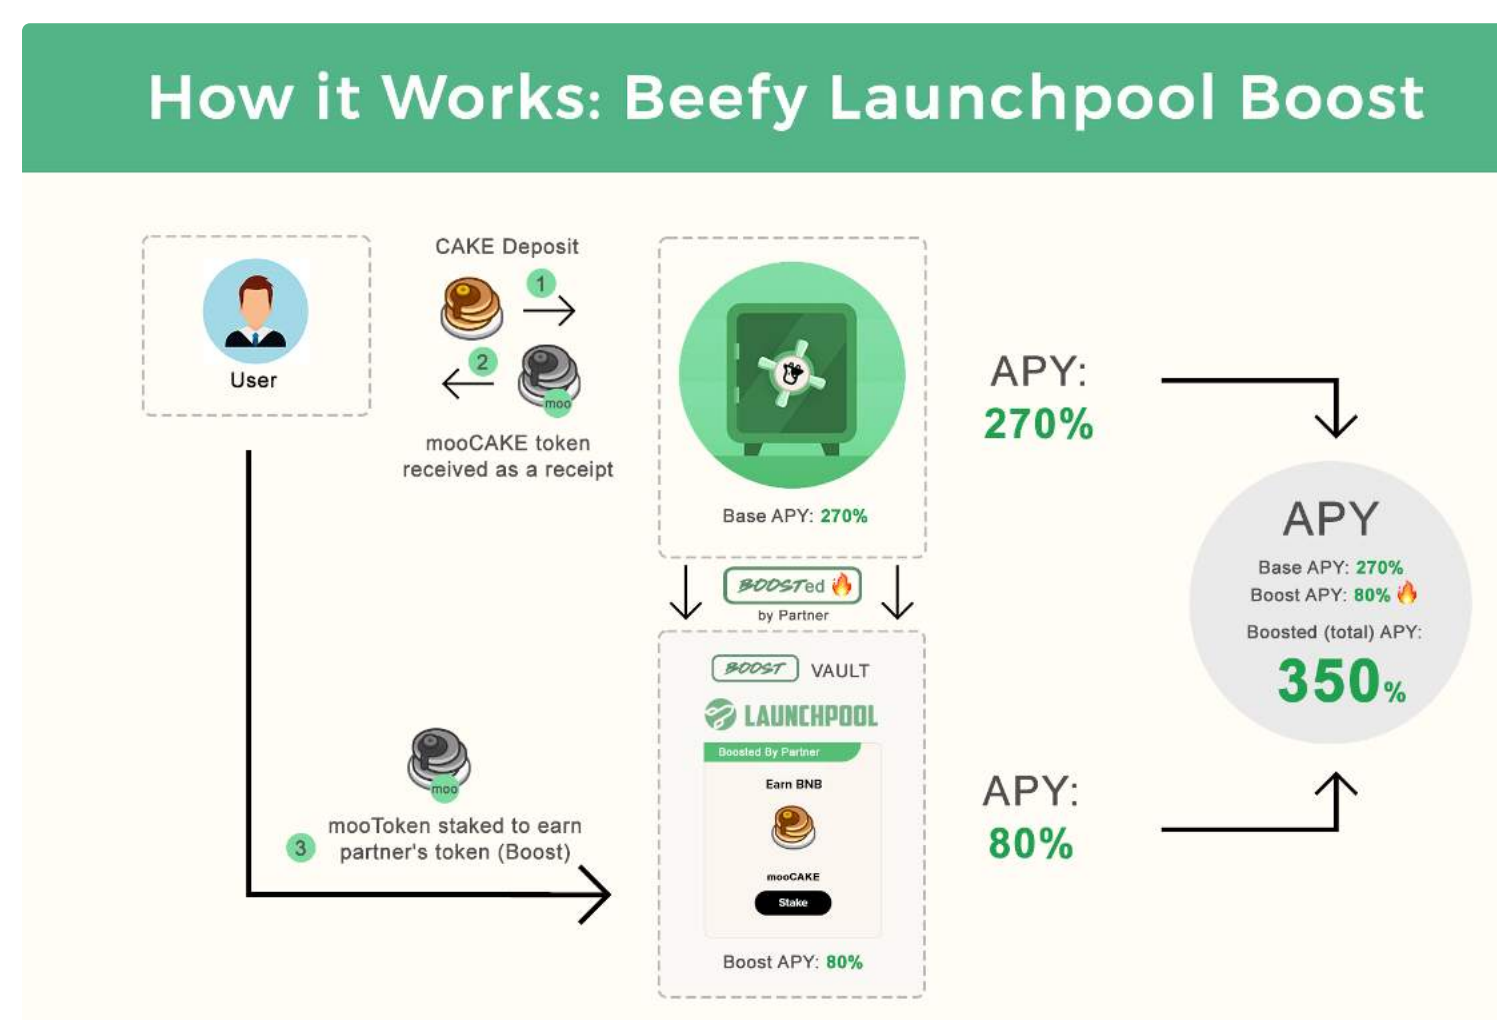 How it Works: Beefy Launchpool Boost
User
CAKE Deposit
1
2
moo
mooCAKE token
received as a receipt
Base APY: 270%
BOOSTed
by Partner
APY:
270%
APY
Base APY: 270%
Boost APY: 80%
Boosted (total) APY:
350%
moo
3
mooToken staked to earn
partner's token (Boost)
BOOST VAULT
LAUNCHPOOL
Boosted By Partner
Earn BNB
mooCAKE
Stake
Boost APY: 80%
APY:
80%